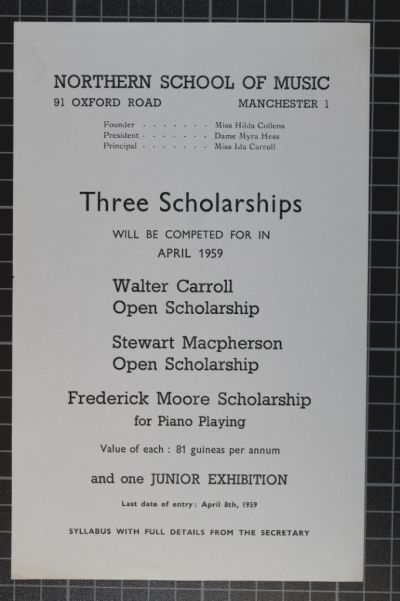 NORTHERN SCHOOL OF MUSIC
91 OXFORD ROAD MANCHESTER 1
Founder - - - - - - - Miss Hilda Collens
President - - - - - - - Dame Myra Hess
Principal - - - - - - - Miss Ida Carroll
Three Scholarships
WILL BE COMPETED FOR IN
APRIL 1959
Walter Carroll
Open Scholarship
Stewart Macpherson
Open Scholarship
Frederick Moore Scholarship
for Piano Playing
Value of each : 81 guineas per annum
and one JUNIOR EXHIBITION
Last date of entry: April 8th, 1959
SYLLABUS WITH FULL DETAILS FROM THE SECRETARY